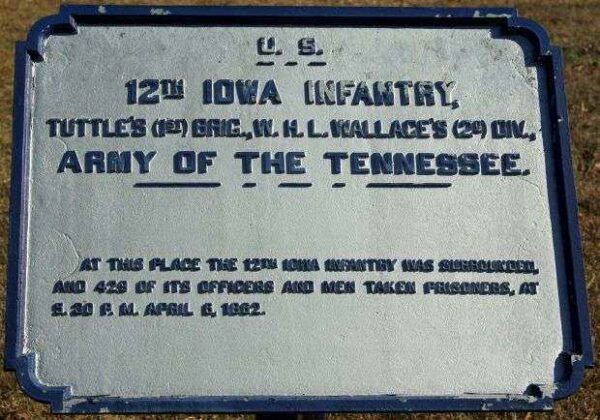 U. S.
12TH IOWA INFANTRY,
TUTTLE'S (1ST) BRIG., W. H. L. WALLACE'S (2D) DIV.,
ARMY OF THE TENNESSEE.
AT THIS PLACE THE 12TH IOWA INFANTRY WAS SURROUNDED,
AND 429 OF ITS OFFICERS AND MEN TAKEN PRISONERS, AT
5.30 P. M. APRIL 6, 1862.